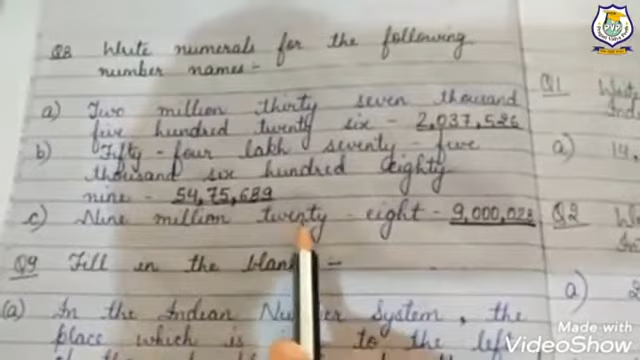 Q8 Write numerals for the following
number names:-
a) Two million thirty seven thousand
five hundred twenty six - 2,037,526
b) Fifty-four lakh seventy-five
thousand six hundred eighty
nine - 54,75,689
c) Nine million twenty-eight - 9,000,028
Q9 Fill in the blank -
(a) In the Indian Number System, the
place which is to the left
Q1
a) 14,
Q2
a)
PVP
Made with
VideoShow